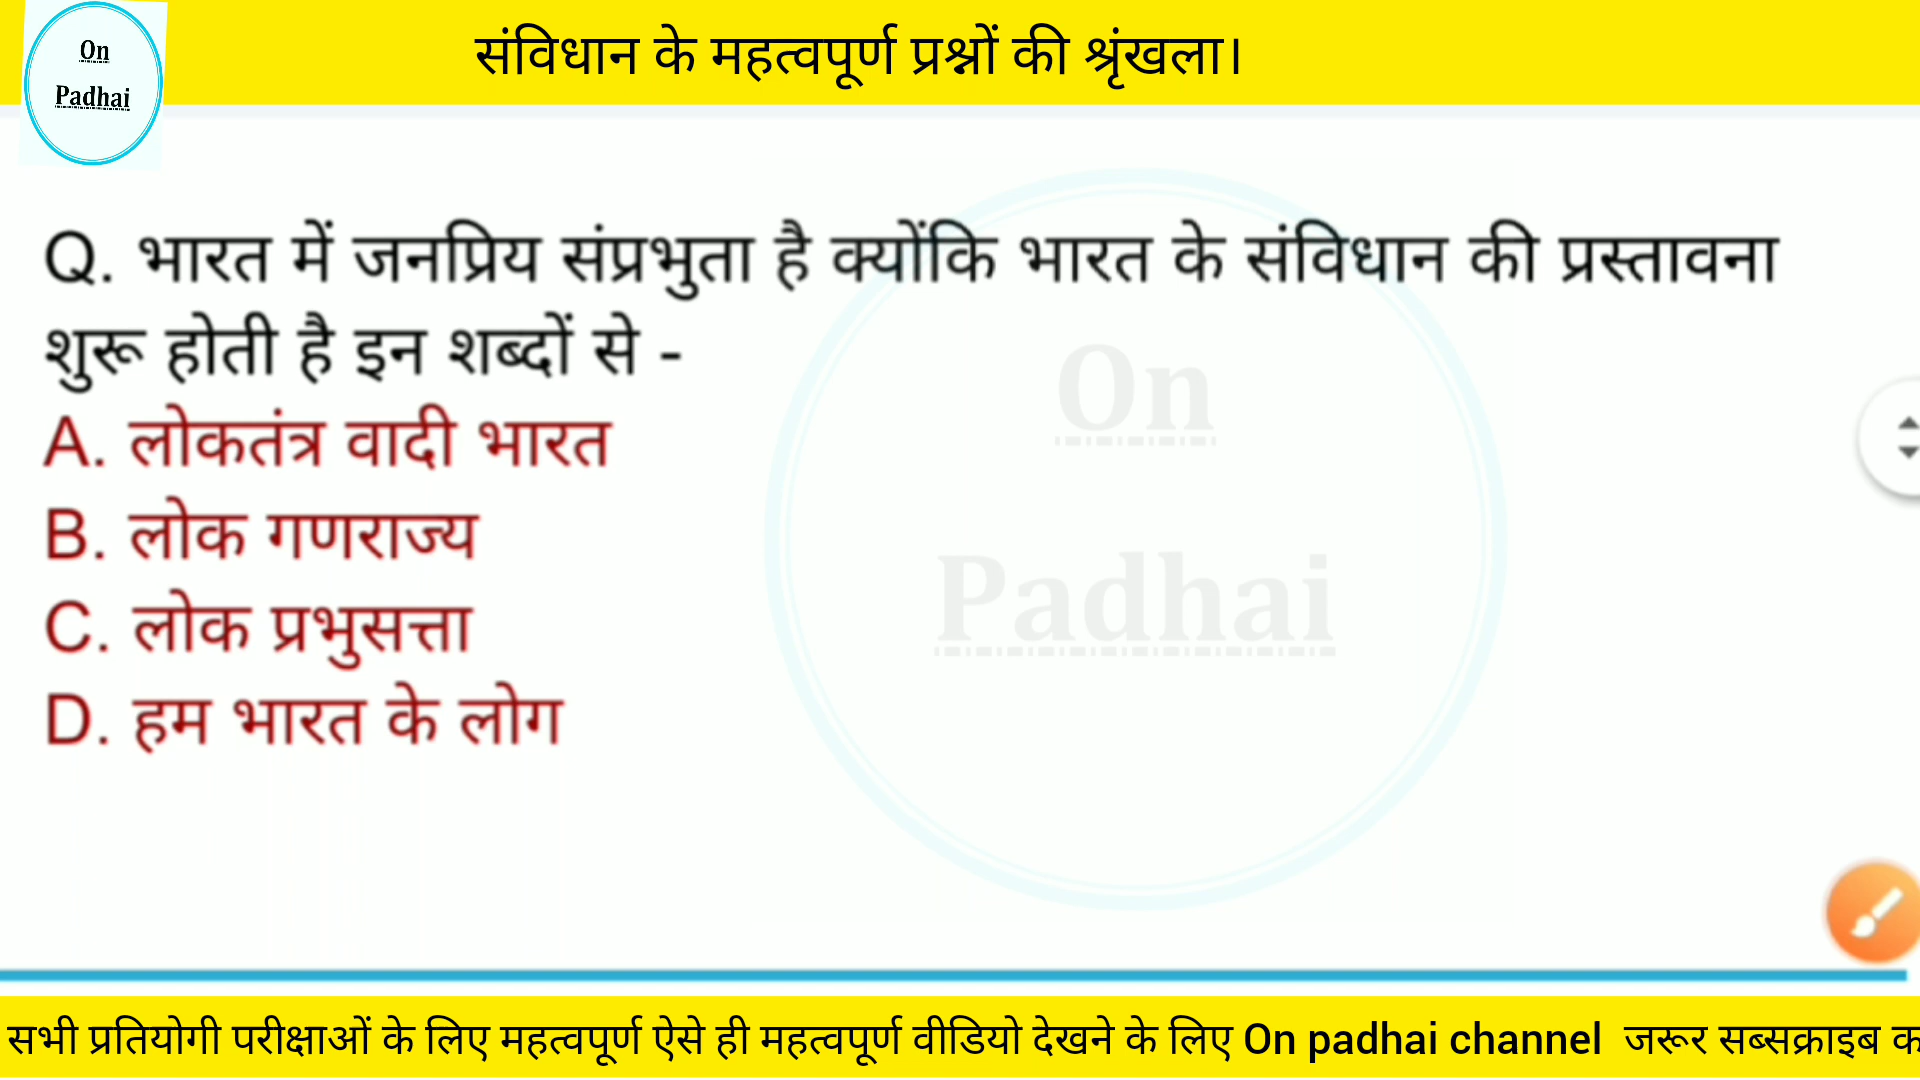 On
Padhai
संविधान के महत्वपूर्ण प्रश्नों की श्रृंखला।
Q. भारत में जनप्रिय संप्रभुता है क्योंकि भारत के संविधान की प्रस्तावना
शुरू होती है इन शब्दों से -
A. लोकतंत्र वादी भारत
B. लोक गणराज्य
C. लोक प्रभुसत्ता
D. हम भारत के लोग
On
Padhai
सभी प्रतियोगी परीक्षाओं के लिए महत्वपूर्ण ऐसे ही महत्वपूर्ण वीडियो देखने के लिए On padhai channel जरूर सब्सक्राइब